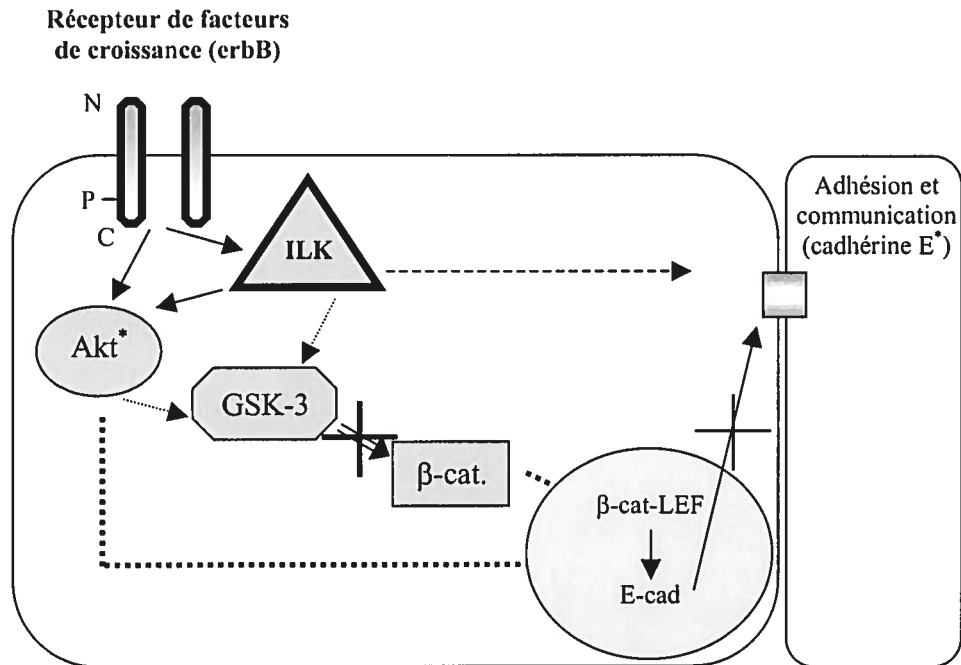 Récepteur de facteurs
de croissance (erbB)
N
P
C
ILK
Adhésion et
communication
(cadhérine E*)
Akt*
GSK-3
β-cat.
β-cat-LEF
E-cad